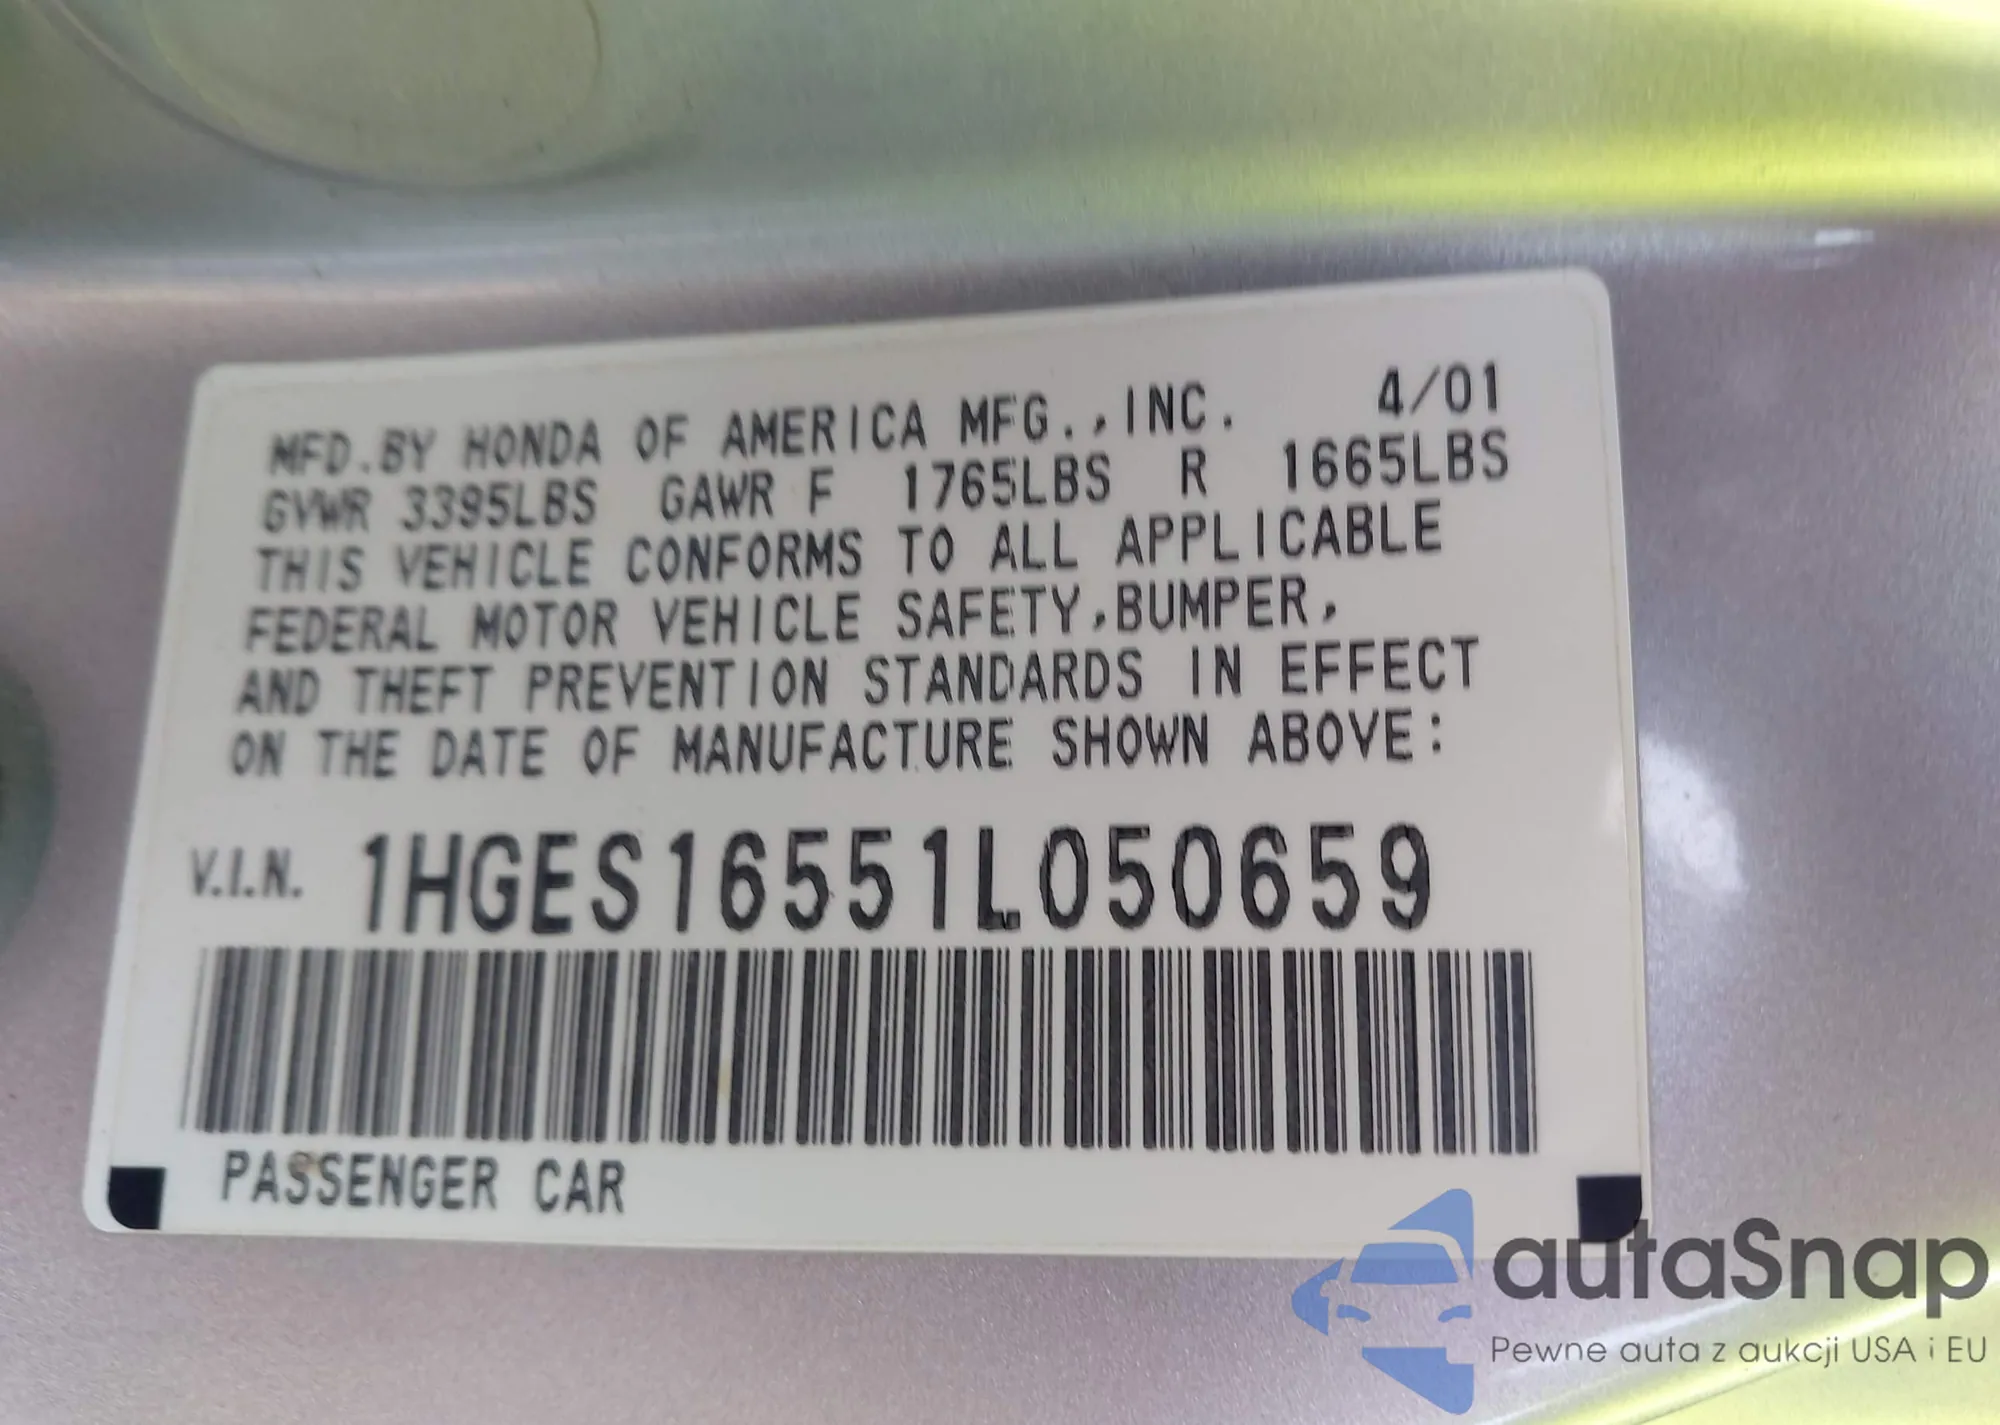 MFD.BY HONDA OF AMERICA MFG.,INC. 4/01
GVWR 3395LBS GAWR F 1765LBS R 1665LBS
THIS VEHICLE CONFORMS TO ALL APPLICABLE
FEDERAL MOTOR VEHICLE SAFETY,BUMPER,
AND THEFT PREVENTION STANDARDS IN EFFECT
ON THE DATE OF MANUFACTURE SHOWN ABOVE:
V.I.N. 1HGES16551L050659
PASSENGER CAR
autaSnap
Pewne auta z aukcji USA i EU